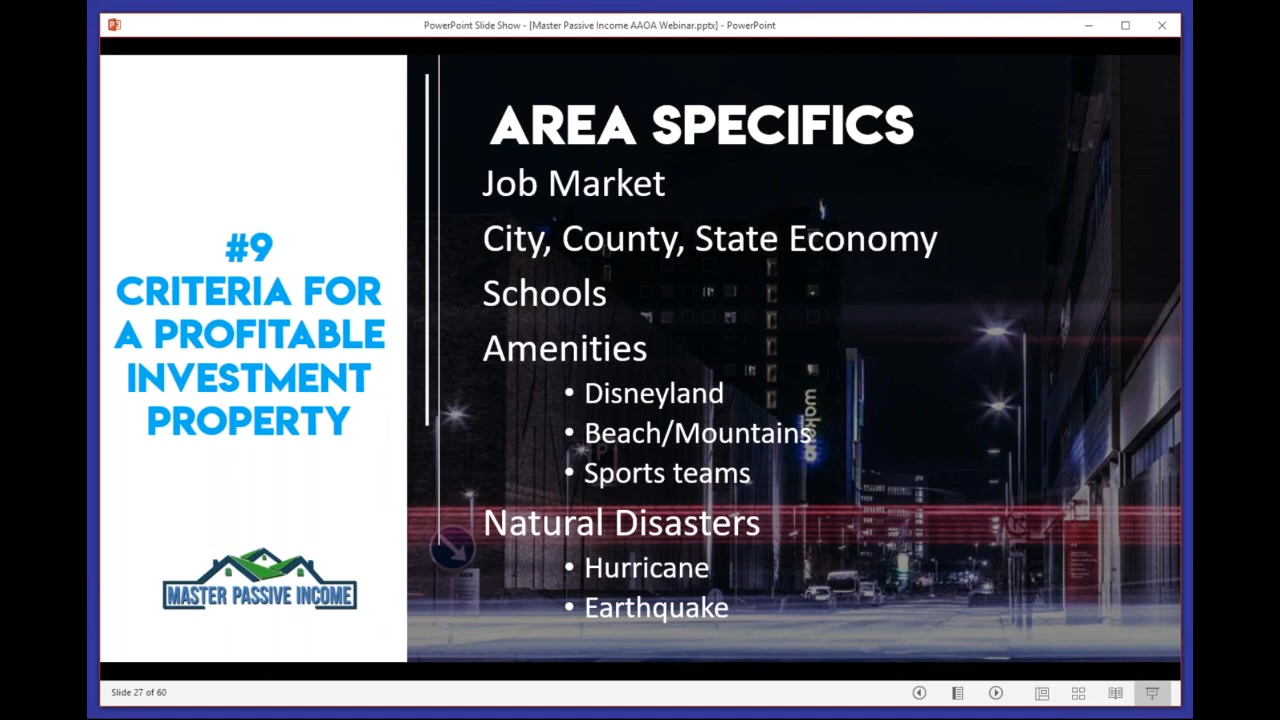 PowerPoint Slide Show - [Master Passive Income AAOA Webinar.pptx] - PowerPoint
#9
CRITERIA FOR
A PROFITABLE
INVESTMENT
PROPERTY
MASTER PASSIVE INCOME
AREA SPECIFICS
Job Market
City, County, State Economy
Schools
Amenities
• Disneyland
• Beach/Mountains
• Sports teams
Natural Disasters
• Hurricane
• Earthquake
Slide 27 of 60